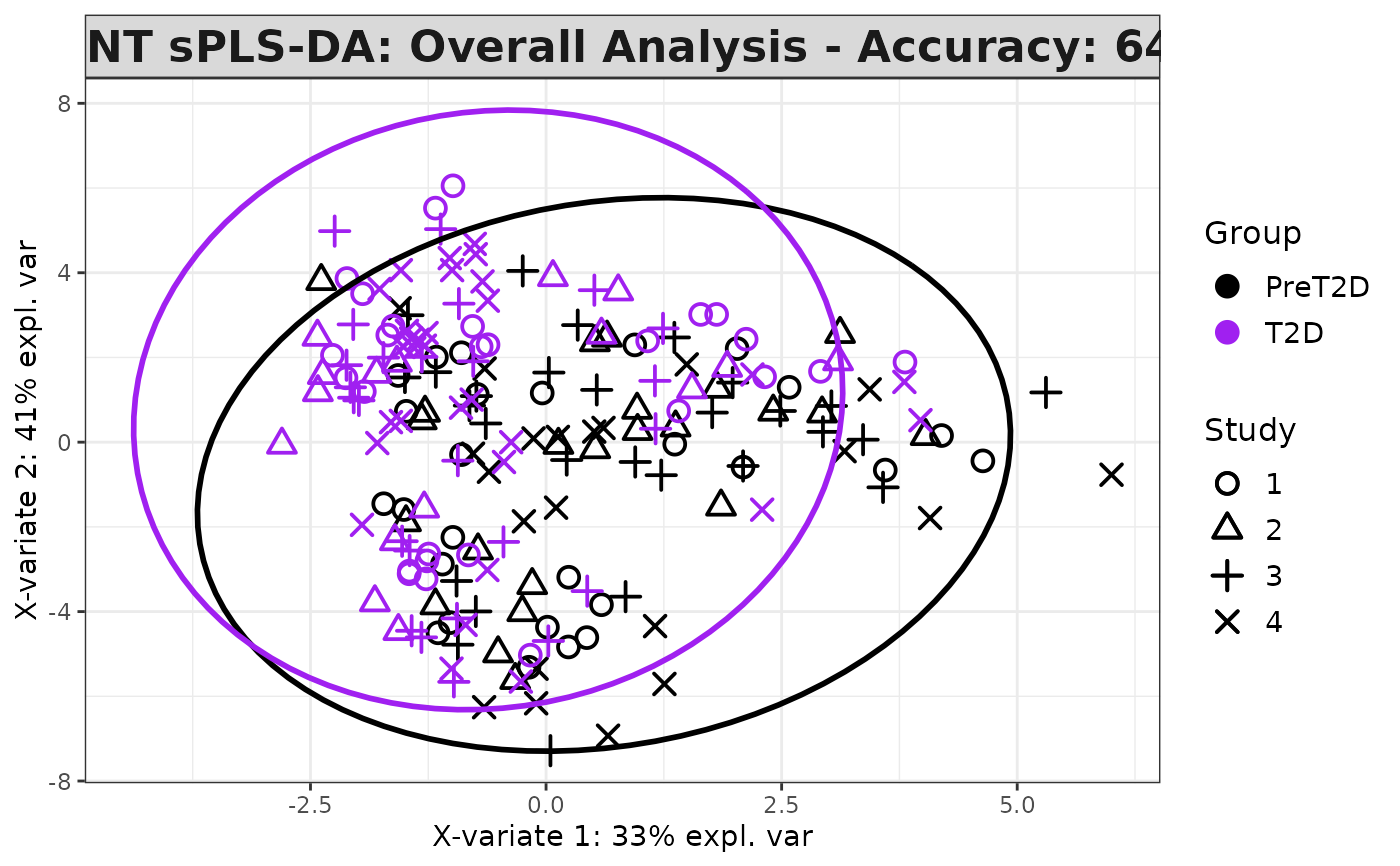 NT sPLS-DA: Overall Analysis - Accuracy: 64
8
4
0
-4
-8
X-variate 2: 41% expl. var
-2.5
0.0
2.5
5.0
X-variate 1: 33% expl. var
Group
PreT2D
T2D
Study
1
2
3
4